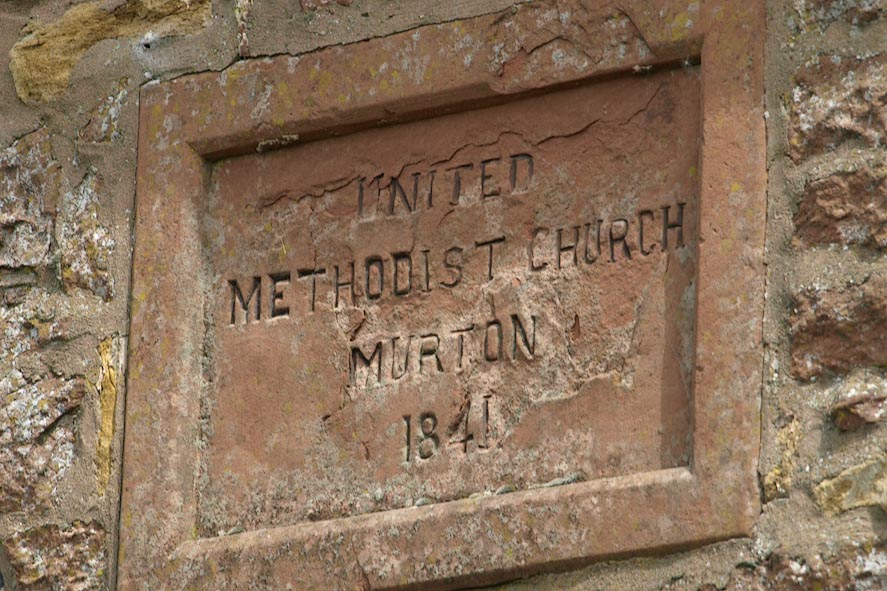 UNITED
METHODIST CHURCH
MURTON
1841